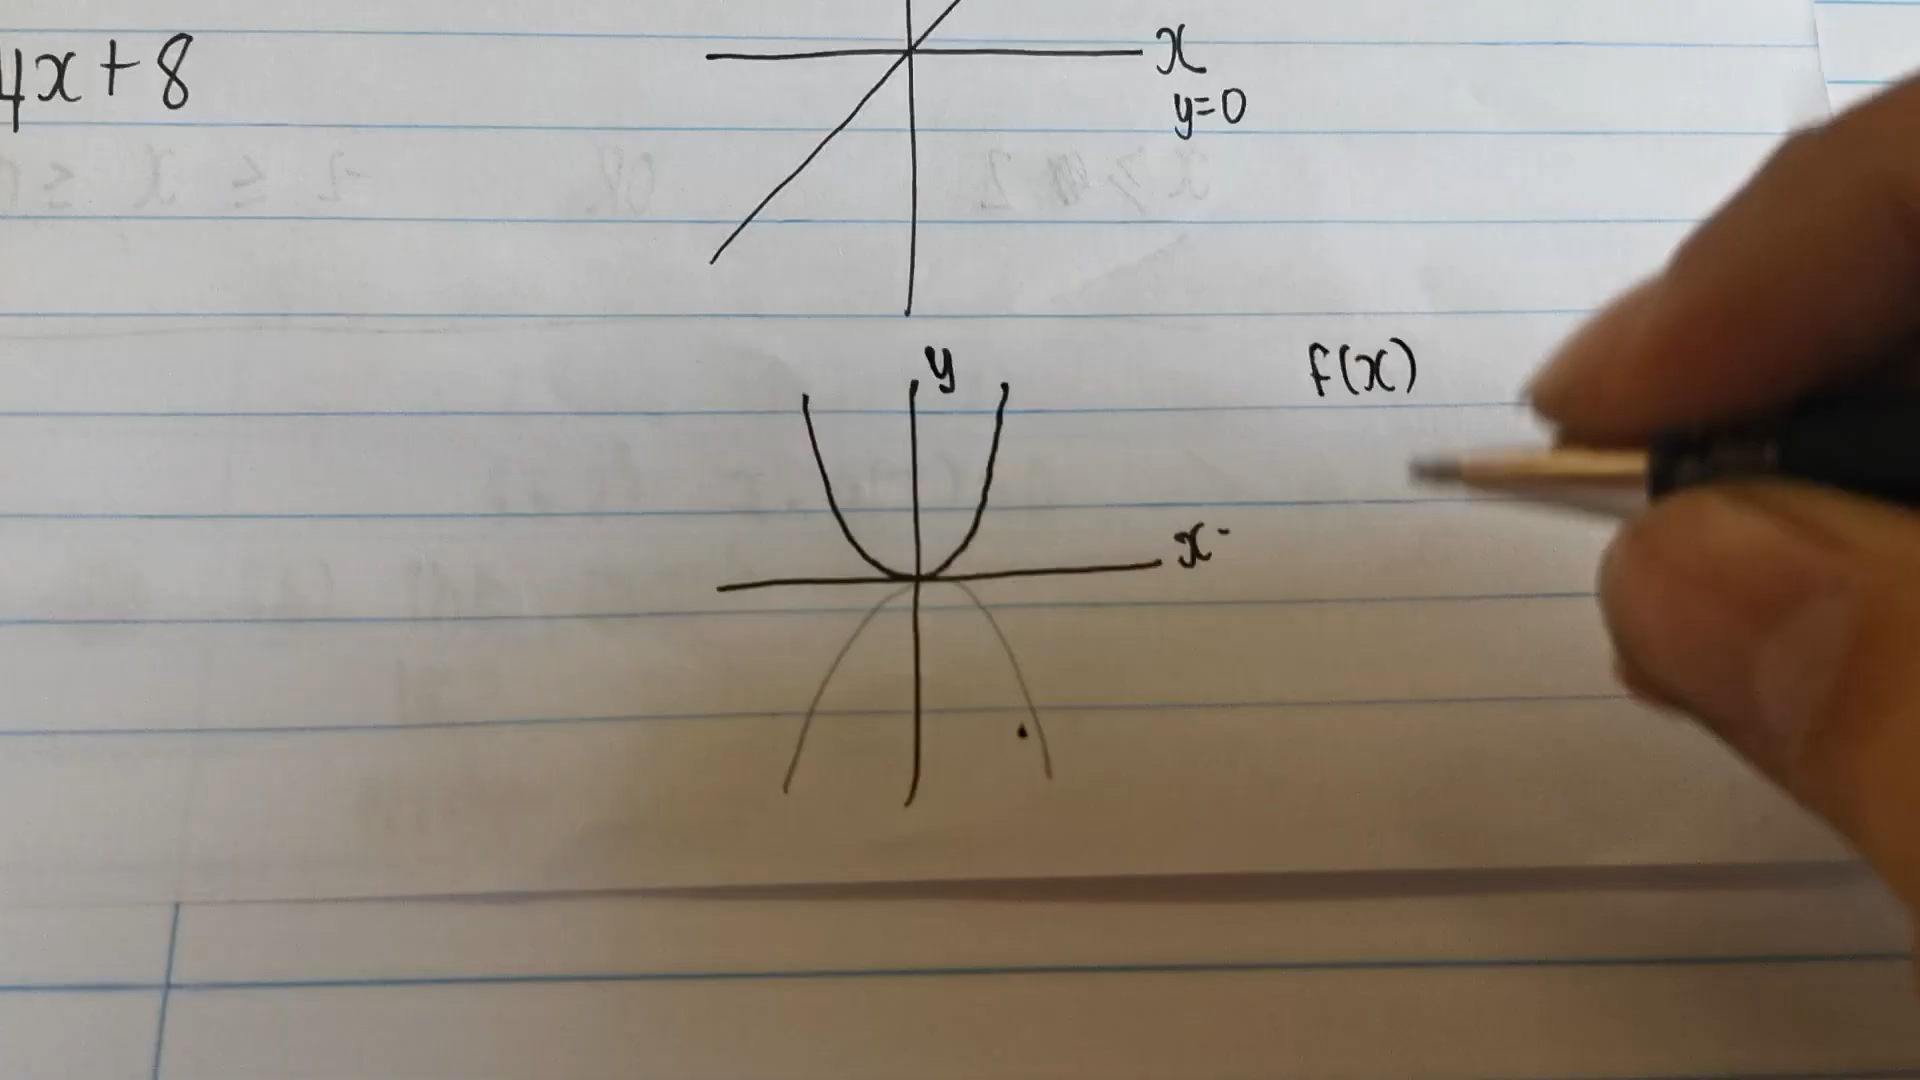 4x+8
x
y=0
y
f(x)
x